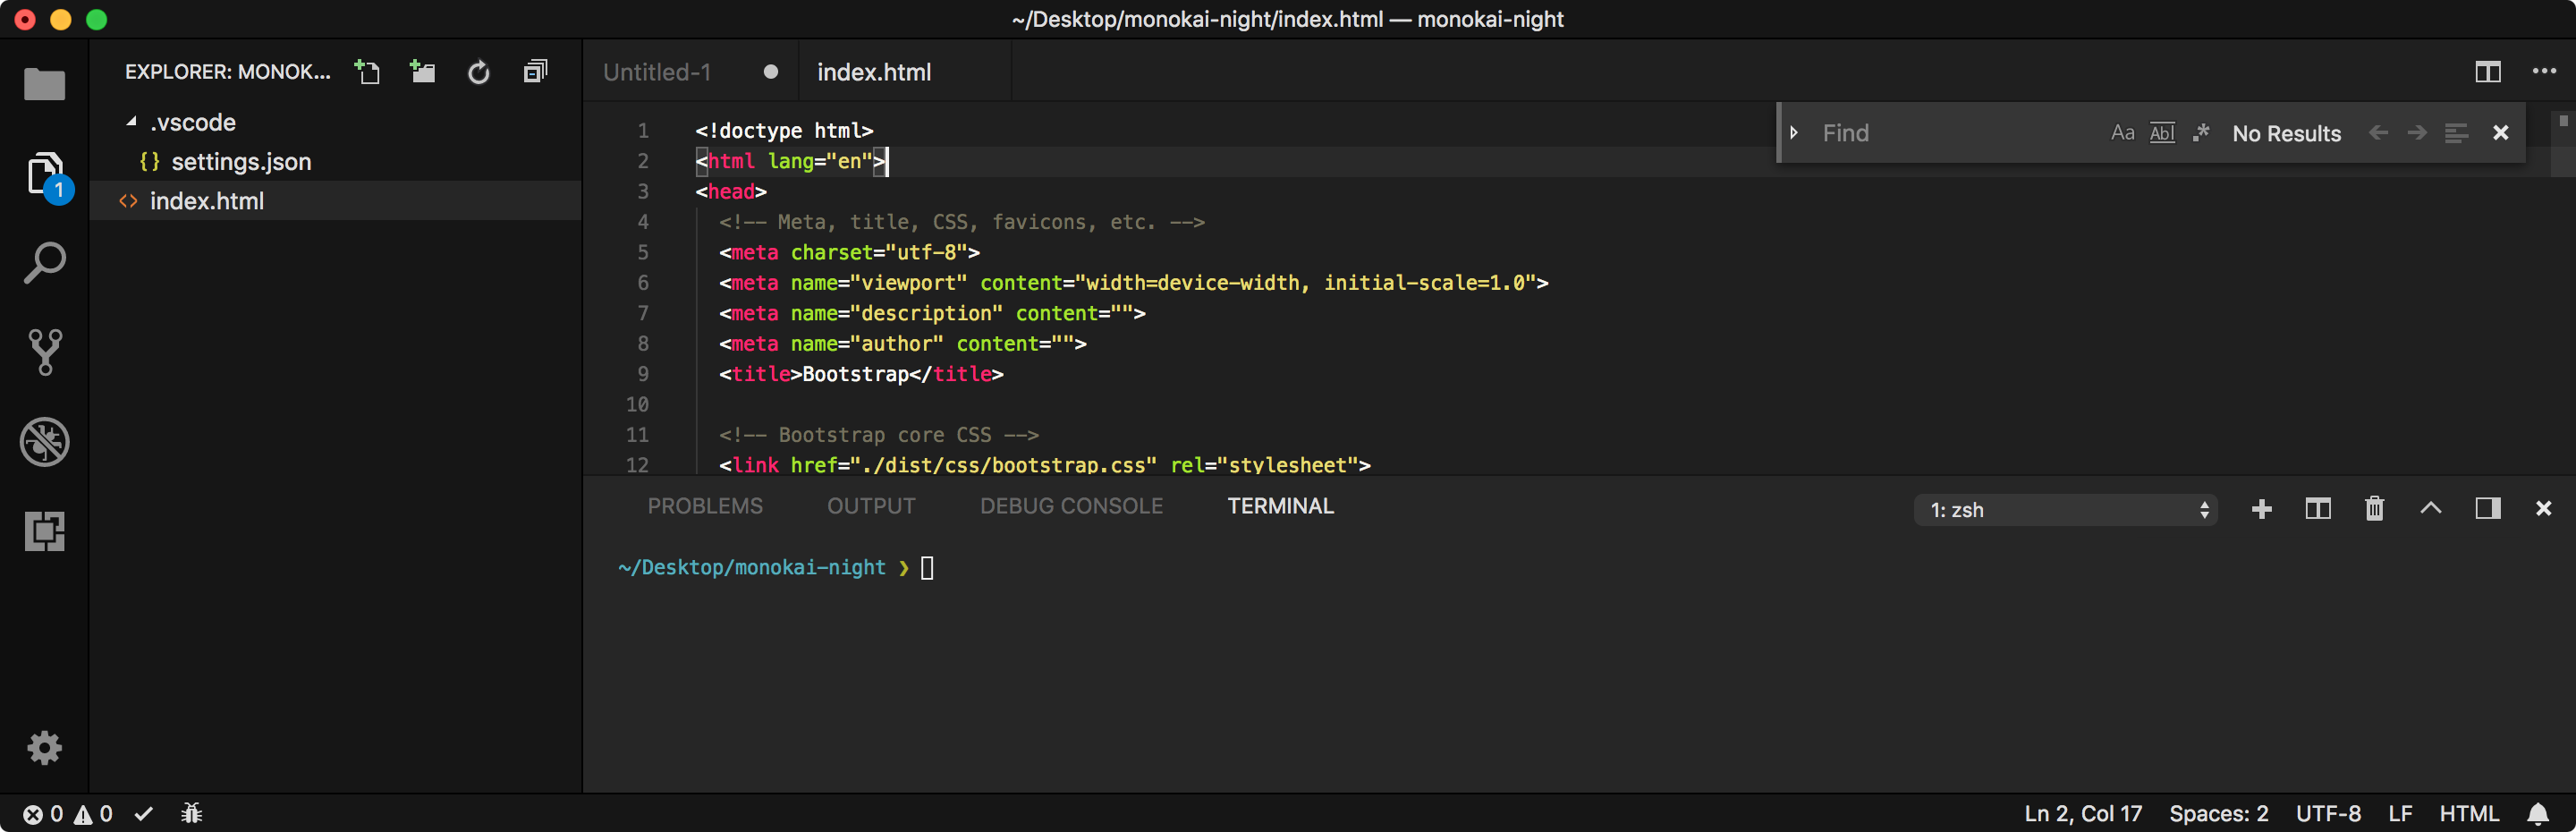 ~/Desktop/monokai-night/index.html — monokai-night
EXPLORER: MONOK...
.vscode
{} settings.json
<> index.html
1
Untitled-1
index.html
Find
Aa
Abl
.*
No Results
1 <!doctype html>
2 <html lang="en">
3 <head>
4 <!-- Meta, title, CSS, favicons, etc. -->
5 <meta charset="utf-8">
6 <meta name="viewport" content="width=device-width, initial-scale=1.0">
7 <meta name="description" content="">
8 <meta name="author" content="">
9 <title>Bootstrap</title>
10
11 <!-- Bootstrap core CSS -->
12 <link href="./dist/css/bootstrap.css" rel="stylesheet">
PROBLEMS OUTPUT DEBUG CONSOLE TERMINAL
1: zsh
~/Desktop/monokai-night ❯
0 0
Ln 2, Col 17 Spaces: 2 UTF-8 LF HTML